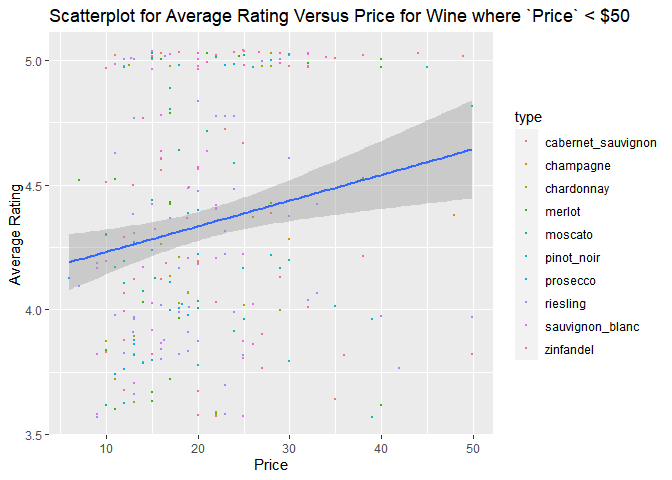 Scatterplot for Average Rating Versus Price for Wine where `Price` < $50
5.0
4.5
4.0
3.5
Average Rating
10
20
30
40
50
Price
type
cabernet_sauvignon
champagne
chardonnay
merlot
moscato
pinot_noir
prosecco
riesling
sauvignon_blanc
zinfandel